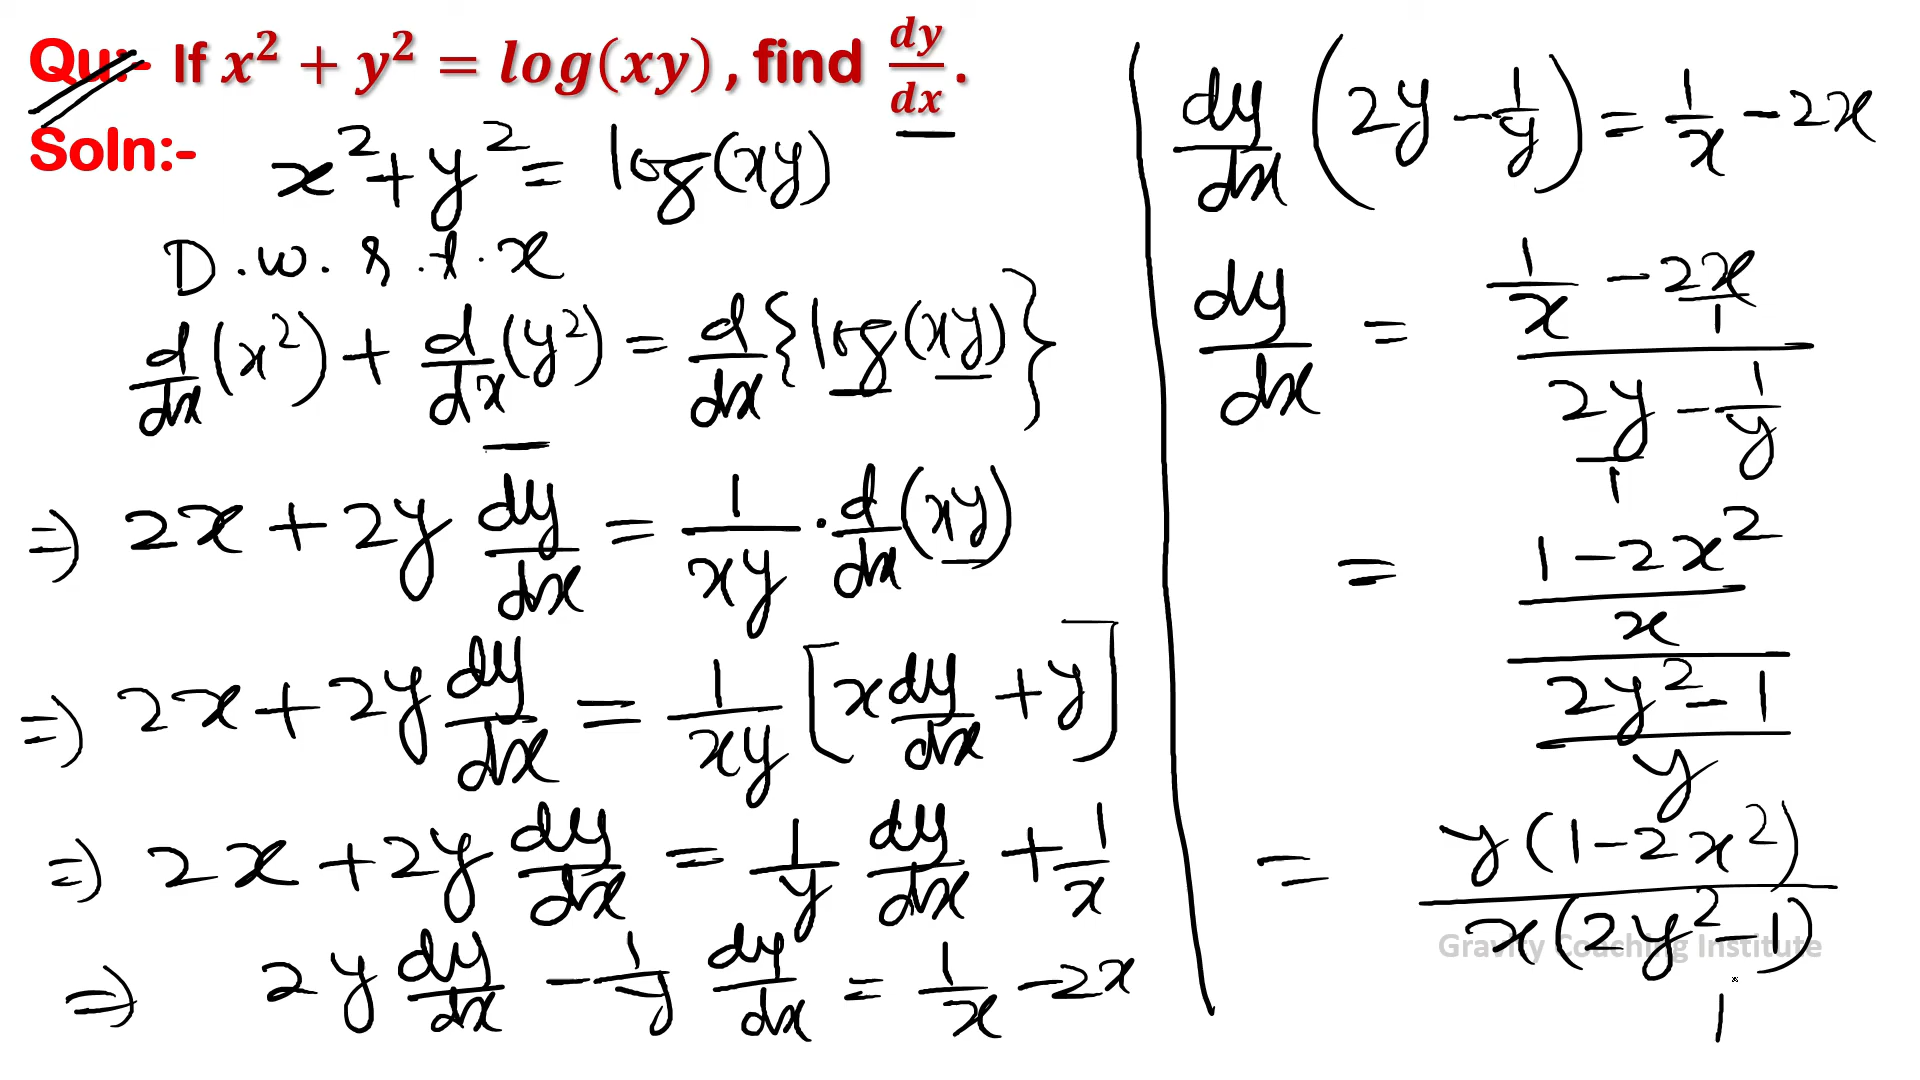 Qu:- If x² + y² = log(xy), find dy/dx.
Soln:- x² + y² = log(xy)
D.w.r.t.x
d/dx (x²) + d/dx (y²) = d/dx {log(xy)}
⇒) 2x + 2y dy/dx = 1/xy · d/dx (xy)
⇒) 2x + 2y dy/dx = 1/xy [x dy/dx + y]
⇒) 2x + 2y dy/dx = 1/y dy/dx + 1/x
⇒) 2y dy/dx - 1/y dy/dx = 1/x - 2x
dy/dx (2y - 1/y) = 1/x - 2x
dy/dx = (1/x - 2x/1) / (2y/1 - 1/y)
= ((1 - 2x²)/x) / ((2y² - 1)/y)
= y(1 - 2x²) / x(2y² - 1)
Gravity Coaching Institute